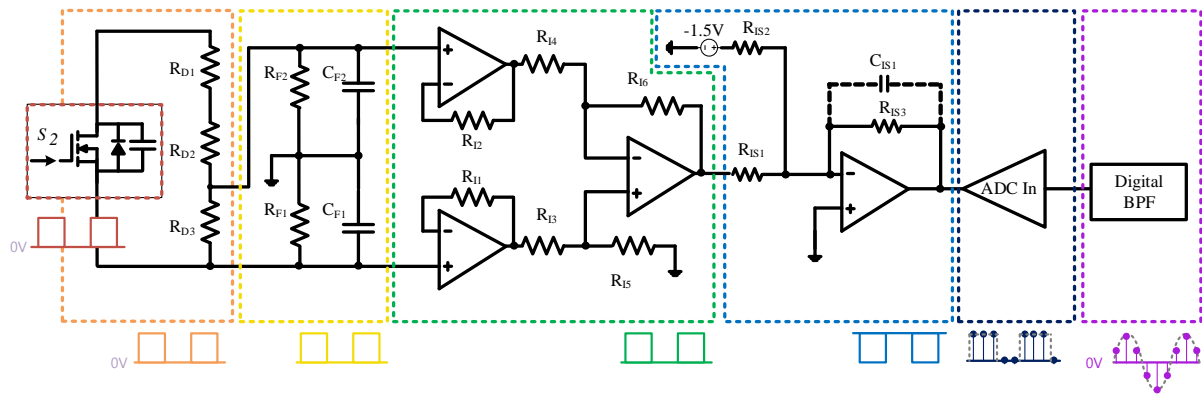 S2
0V
RD1
RD2
RD3
RF2
CF2
RF1
CF1
RI4
RI2
RI1
RI3
RI6
RI5
-1.5V
RIS2
RIS1
CIS1
RIS3
ADC In
Digital
BPF
0V
0V